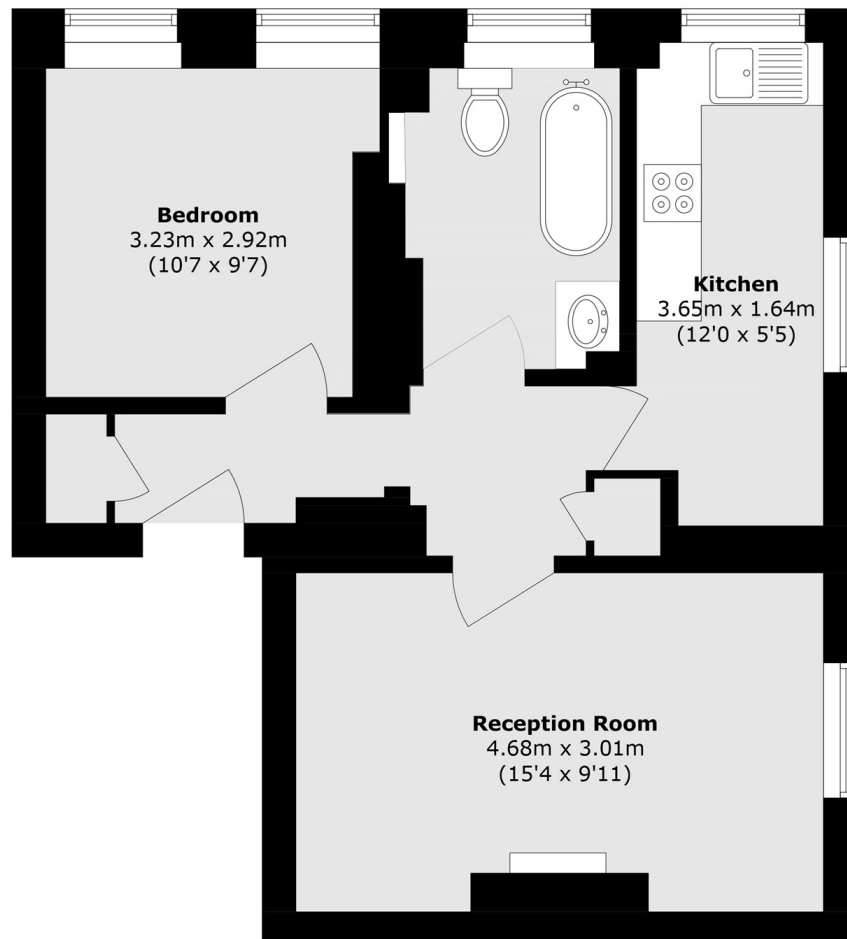 Bedroom
3.23m x 2.92m
(10'7 x 9'7)
Kitchen
3.65m x 1.64m
(12'0 x 5'5)
Reception Room
4.68m x 3.01m
(15'4 x 9'11)